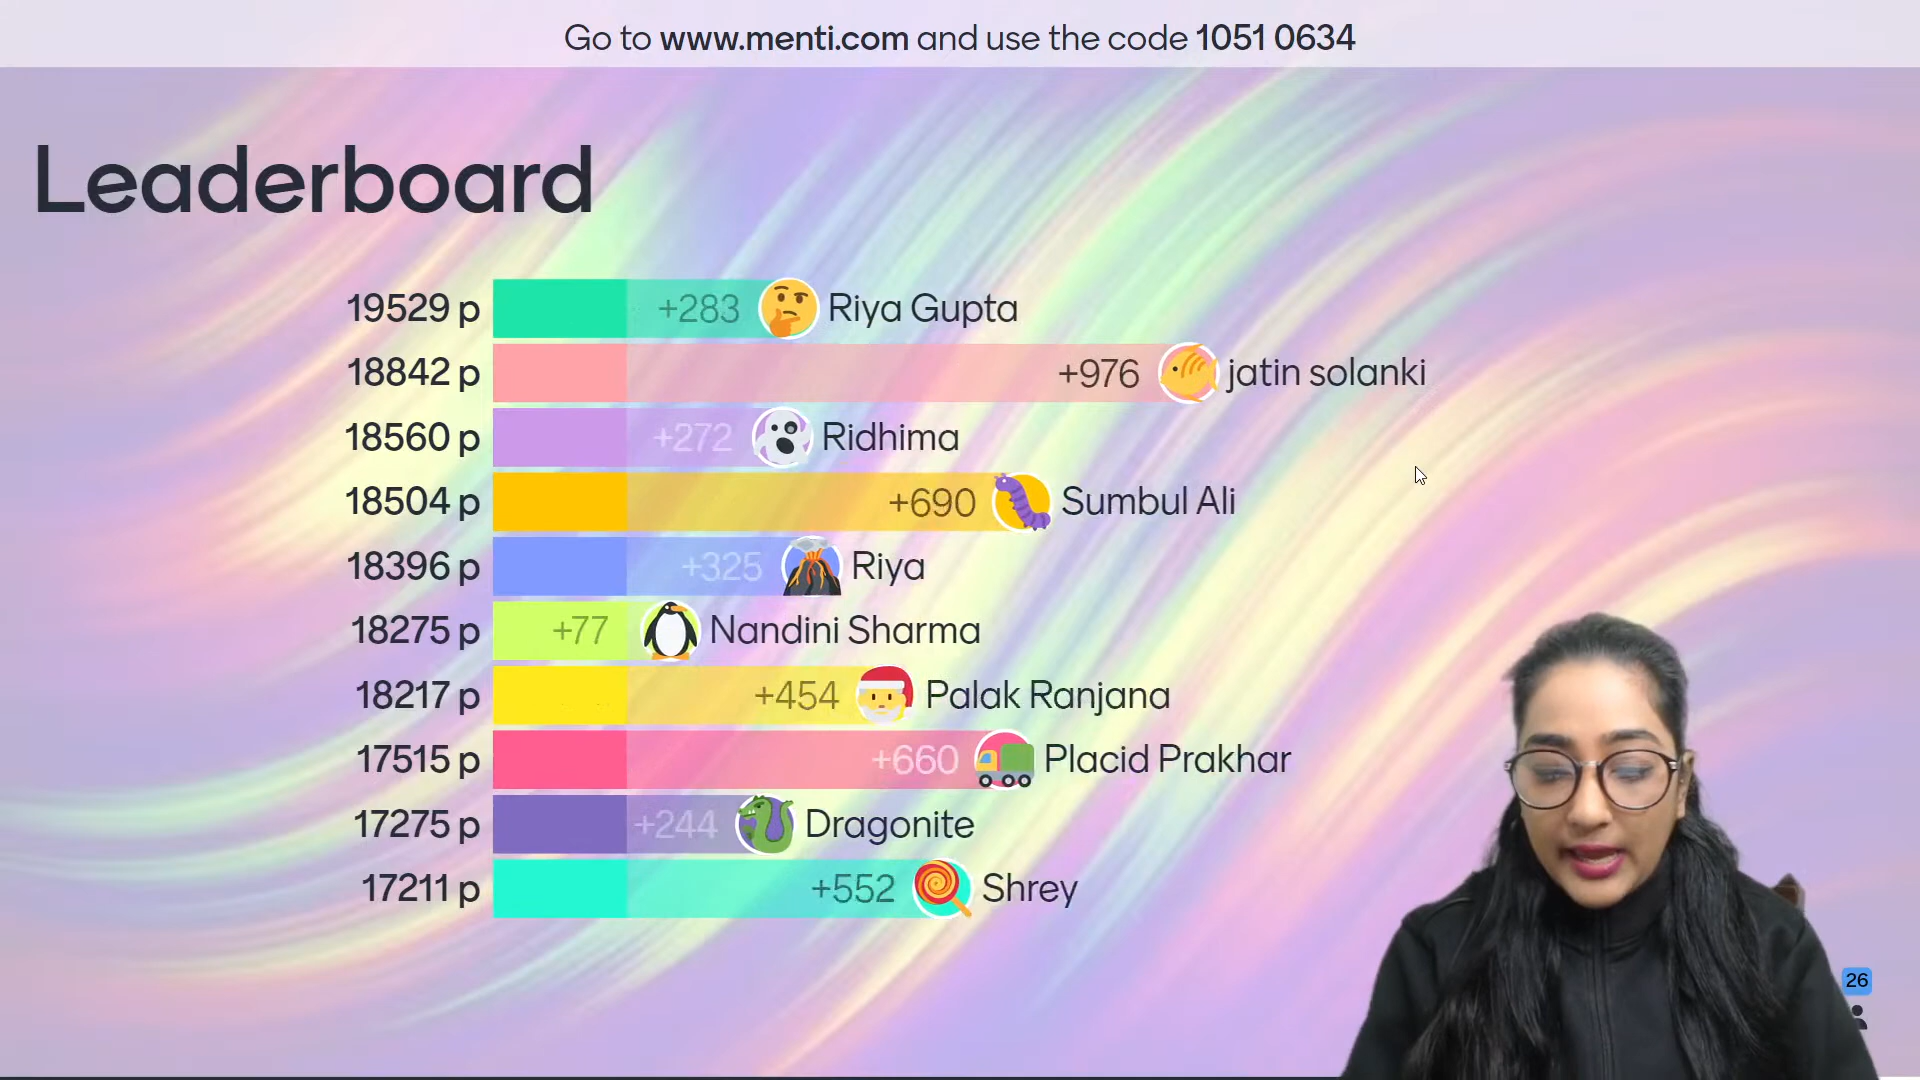 Go to www.menti.com and use the code 1051 0634
Leaderboard
19529 p +283 Riya Gupta
18842 p +976 jatin solanki
18560 p +272 Ridhima
18504 p +690 Sumbul Ali
18396 p +325 Riya
18275 p +77 Nandini Sharma
18217 p +454 Palak Ranjana
17515 p +660 Placid Prakhar
17275 p +244 Dragonite
17211 p +552 Shrey
26